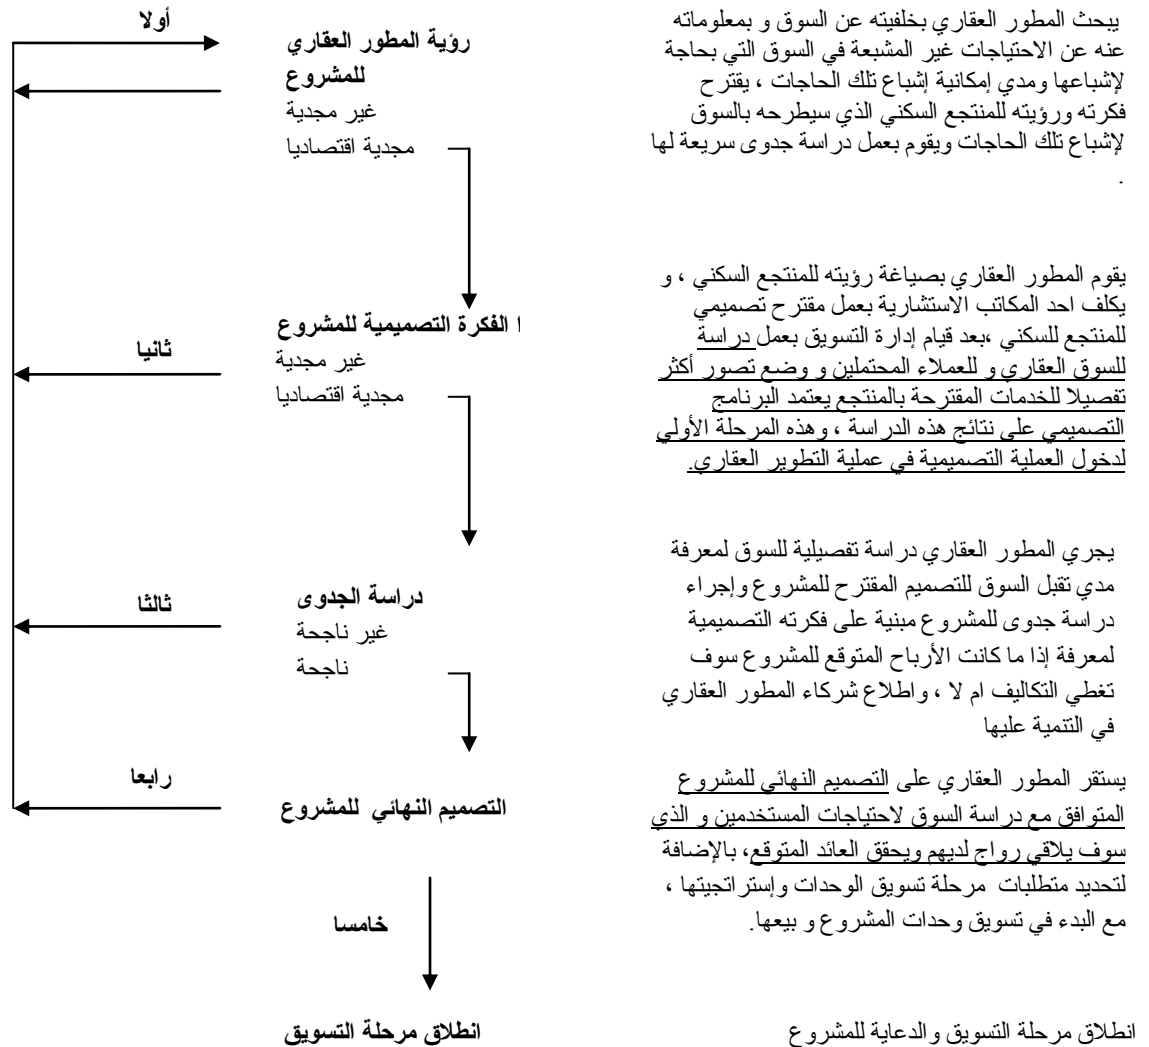 يبحث المطور العقاري بخلفيته عن السوق و بمعلوماته
عنه عن الاحتياجات غير المشبعة في السوق التي بحاجة
لإشباعها ومدي إمكانية إشباع تلك الحاجات ، يقترح
فكرته ورؤيته للمنتجع السكني الذي سيطرحه بالسوق
لإشباع تلك الحاجات ويقوم بعمل دراسة جدوى سريعة لها
.
أولا
رؤية المطور العقاري
للمشروع
غير مجدية
مجدية اقتصاديا
يقوم المطور العقاري بصياغة رؤيته للمنتجع السكني ، و
يكلف احد المكاتب الاستشارية بعمل مقترح تصميمي
للمنتجع للسكني ،بعد قيام إدارة التسويق بعمل دراسة
للسوق العقاري و للعملاء المحتملين و وضع تصور أكثر
تفصيلا للخدمات المقترحة بالمنتجع يعتمد البرنامج
التصميمي على نتائج هذه الدراسة ، وهذه المرحلة الأولي
لدخول العملية التصميمية في عملية التطوير العقاري.
ا الفكرة التصميمية للمشروع
ثانيا
غير مجدية
مجدية اقتصاديا
يجري المطور العقاري دراسة تفصيلية للسوق لمعرفة
مدي تقبل السوق للتصميم المقترح للمشروع وإجراء
دراسة جدوى للمشروع مبنية على فكرته التصميمية
لمعرفة إذا ما كانت الأرباح المتوقع للمشروع سوف
تغطي التكاليف ام لا ، واطلاع شركاء المطور العقاري
في التنمية عليها
دراسة الجدوى
ثالثا
غير ناجحة
ناجحة
يستقر المطور العقاري على التصميم النهائي للمشروع
المتوافق مع دراسة السوق لاحتياجات المستخدمين و الذي
سوف يلاقي رواج لديهم ويحقق العائد المتوقع، بالإضافة
لتحديد متطلبات مرحلة تسويق الوحدات وإستراتجيتها ،
مع البدء في تسويق وحدات المشروع و بيعها.
رابعا
التصميم النهائي للمشروع
خامسا
انطلاق مرحلة التسويق والدعاية للمشروع
انطلاق مرحلة التسويق